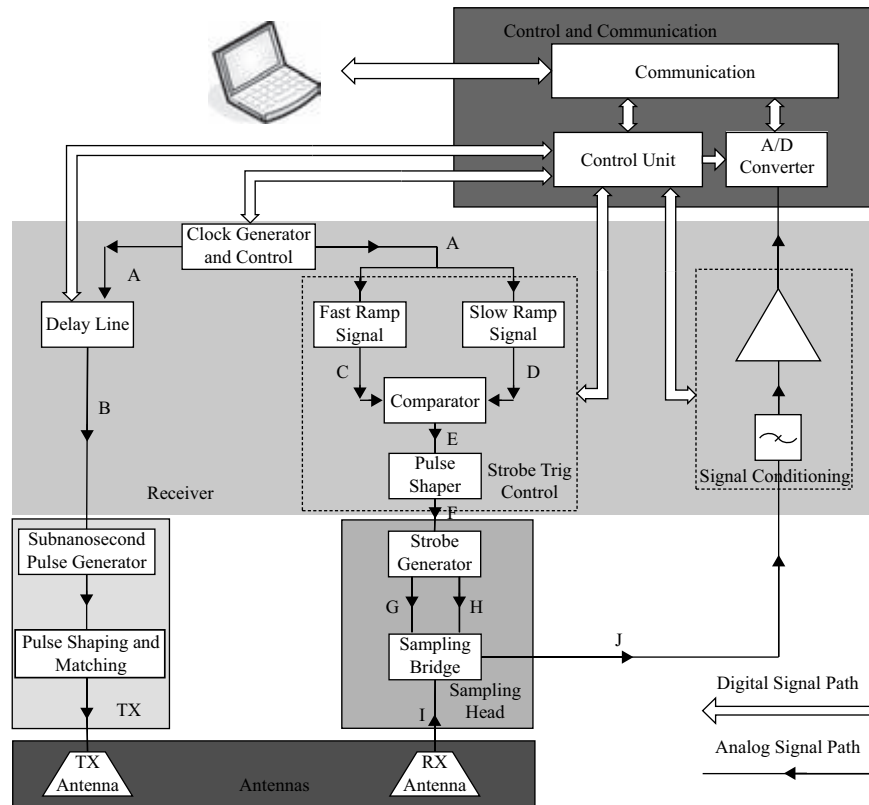 Control and Communication
Communication
Control Unit
A/D
Converter
Clock Generator
and Control
A
A
Delay Line
Fast Ramp
Signal
Slow Ramp
Signal
C
D
Comparator
B
E
Pulse
Shaper
Strobe Trig
Control
Signal Conditioning
Receiver
F
Subnanosecond
Pulse Generator
Strobe
Generator
G
H
Pulse Shaping and
Matching
Sampling
Bridge
J
Sampling
Head
TX
I
Digital Signal Path
Analog Signal Path
TX
Antenna
Antennas
RX
Antenna